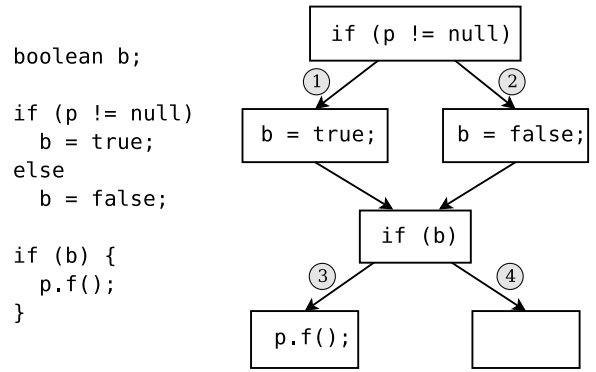 boolean b;
if (p != null)
b = true;
else
b = false;
if (b) {
p.f();
}
if (p != null)
1
2
b = true;
b = false;
if (b)
3
4
p.f();